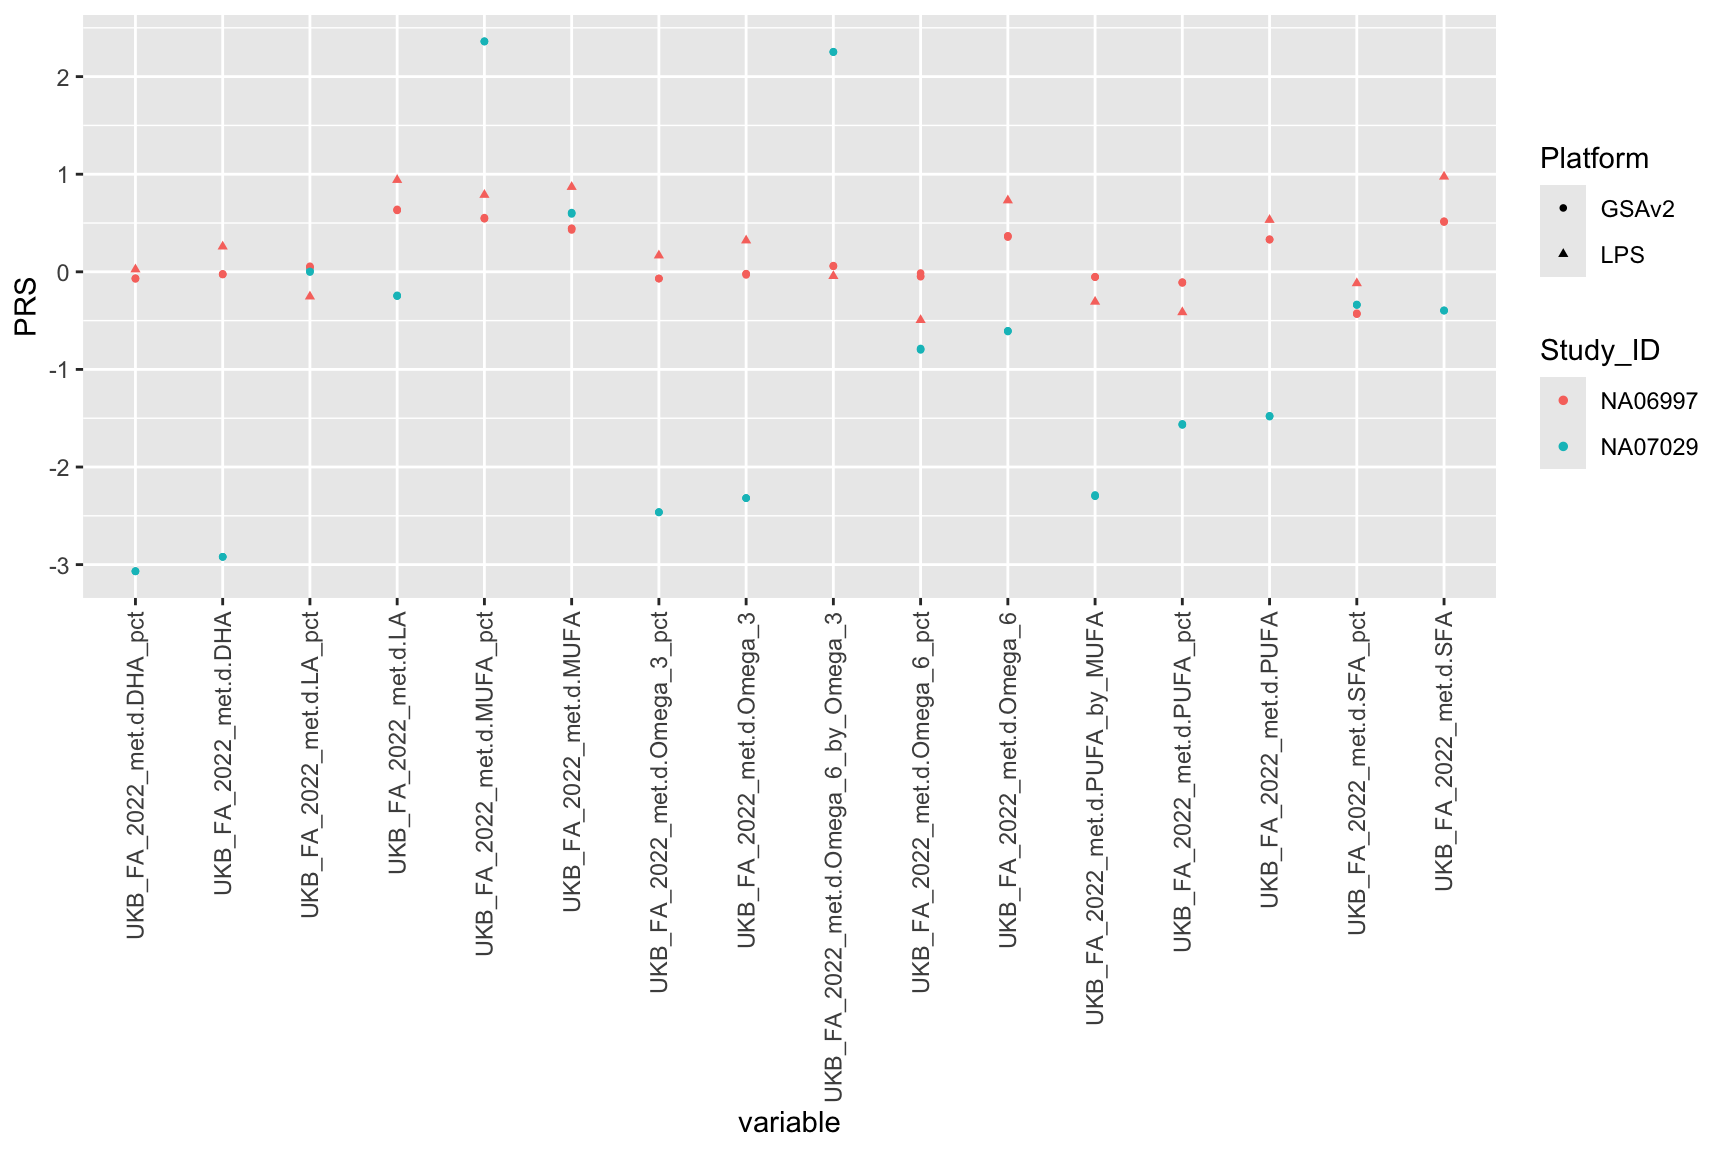 PRS
2
1
0
-1
-2
-3
UKB_FA_2022_met.d.DHA_pct
UKB_FA_2022_met.d.DHA
UKB_FA_2022_met.d.LA_pct
UKB_FA_2022_met.d.LA
UKB_FA_2022_met.d.MUFA_pct
UKB_FA_2022_met.d.MUFA
UKB_FA_2022_met.d.Omega_3_pct
UKB_FA_2022_met.d.Omega_3
UKB_FA_2022_met.d.Omega_6_by_Omega_3
UKB_FA_2022_met.d.Omega_6_pct
UKB_FA_2022_met.d.Omega_6
UKB_FA_2022_met.d.PUFA_by_MUFA
UKB_FA_2022_met.d.PUFA_pct
UKB_FA_2022_met.d.PUFA
UKB_FA_2022_met.d.SFA_pct
UKB_FA_2022_met.d.SFA
variable
Platform
GSAv2
LPS
Study_ID
NA06997
NA07029